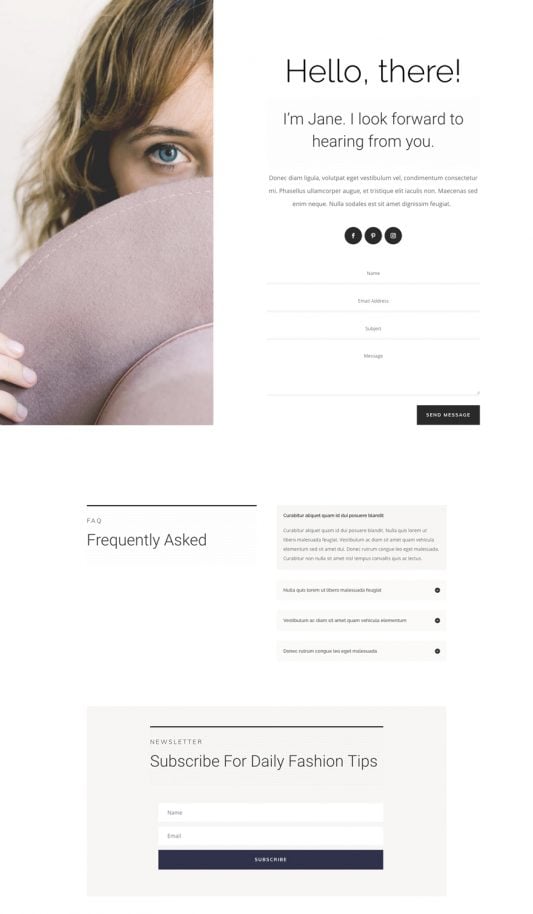 Hello, there!
I'm Jane. I look forward to
hearing from you.
Donec diam ligula, volutpat eget vestibulum vel, condimentum consectetur
mi. Phasellus ullamcorper augue, et tristique elit iaculis non. Maecenas sed
enim neque. Nulla sodales est sit amet dignissim feugiat.
Name
Email Address
Subject
Message
SEND MESSAGE
FAQ
Frequently Asked
Curabitur aliquet quam id dui posuere blandit
Curabitur aliquet quam id dui posuere blandit. Nulla quis lorem ut
libero malesuada feugiat. Vestibulum ac diam sit amet quam vehicula
elementum sed sit amet dui. Donec rutrum congue leo eget malesuada.
Curabitur non nulla sit amet nisl tempus convallis quis ac lectus.
Nulla quis lorem ut libero malesuada feugiat
Vestibulum ac diam sit amet quam vehicula elementum
Donec rutrum congue leo eget malesuada
NEWSLETTER
Subscribe For Daily Fashion Tips
Name
Email
SUBSCRIBE